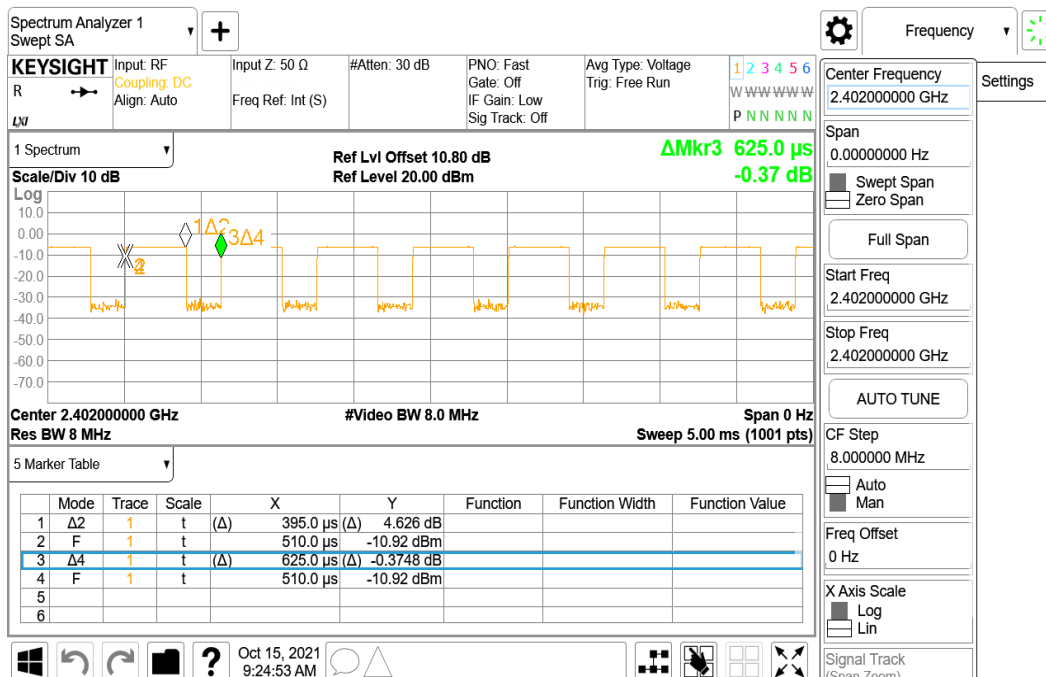 Spectrum Analyzer 1
Swept SA
Frequency
KEYSIGHT
R
LXI
Input: RF
Coupling: DC
Align: Auto
Input Z: 50 Ω
Freq Ref: Int (S)
#Atten: 30 dB
PNO: Fast
Gate: Off
IF Gain: Low
Sig Track: Off
Avg Type: Voltage
Trig: Free Run
1 2 3 4 5 6
W W W W W W
P N N N N N
1 Spectrum
Scale/Div 10 dB
Ref Lvl Offset 10.80 dB
Ref Level 20.00 dBm
ΔMkr3 625.0 µs
-0.37 dB
Log
10.0
0.00
-10.0
-20.0
-30.0
-40.0
-50.0
-60.0
-70.0
1Δ2
3Δ4
Center 2.402000000 GHz
#Video BW 8.0 MHz
Span 0 Hz
Res BW 8 MHz
Sweep 5.00 ms (1001 pts)
5 Marker Table
Mode Trace Scale X Y Function Function Width Function Value
1 Δ2 1 t (Δ) 395.0 µs (Δ) 4.626 dB
2 F 1 t 510.0 µs -10.92 dBm
3 Δ4 1 t (Δ) 625.0 µs (Δ) -0.3748 dB
4 F 1 t 510.0 µs -10.92 dBm
5
6
?
Oct 15, 2021
9:24:53 AM
Center Frequency
2.402000000 GHz
Settings
Span
0.00000000 Hz
Swept Span
Zero Span
Full Span
Start Freq
2.402000000 GHz
Stop Freq
2.402000000 GHz
AUTO TUNE
CF Step
8.000000 MHz
Auto
Man
Freq Offset
0 Hz
X Axis Scale
Log
Lin
Signal Track
(Span Zoom)